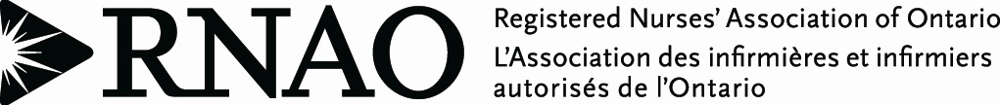 RNAO
Registered Nurses’ Association of Ontario
L’Association des infirmières et infirmiers
autorisés de l’Ontario